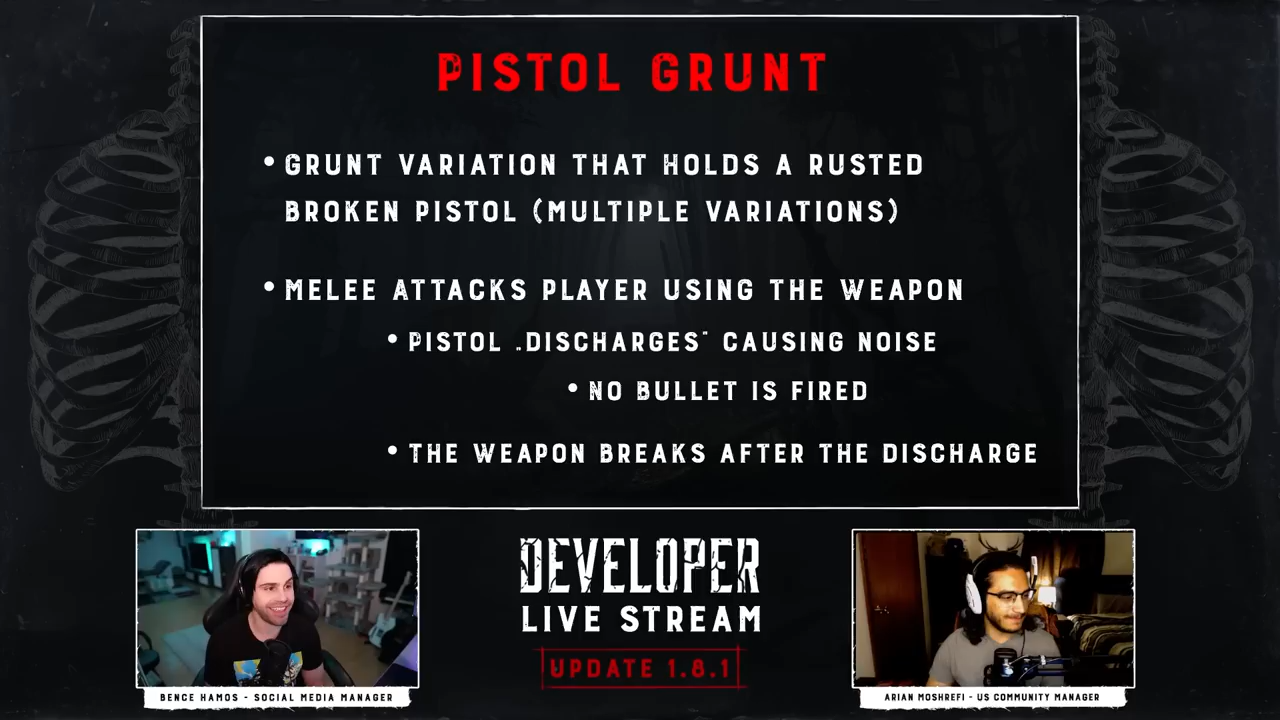 PISTOL GRUNT
• GRUNT VARIATION THAT HOLDS A RUSTED
BROKEN PISTOL (MULTIPLE VARIATIONS)
• MELEE ATTACKS PLAYER USING THE WEAPON
• PISTOL „DISCHARGES" CAUSING NOISE
• NO BULLET IS FIRED
• THE WEAPON BREAKS AFTER THE DISCHARGE
DEVELOPER
LIVE STREAM
UPDATE 1.8.1
BENCE HAMOS - SOCIAL MEDIA MANAGER
ARIAN MOSHREFI - US COMMUNITY MANAGER